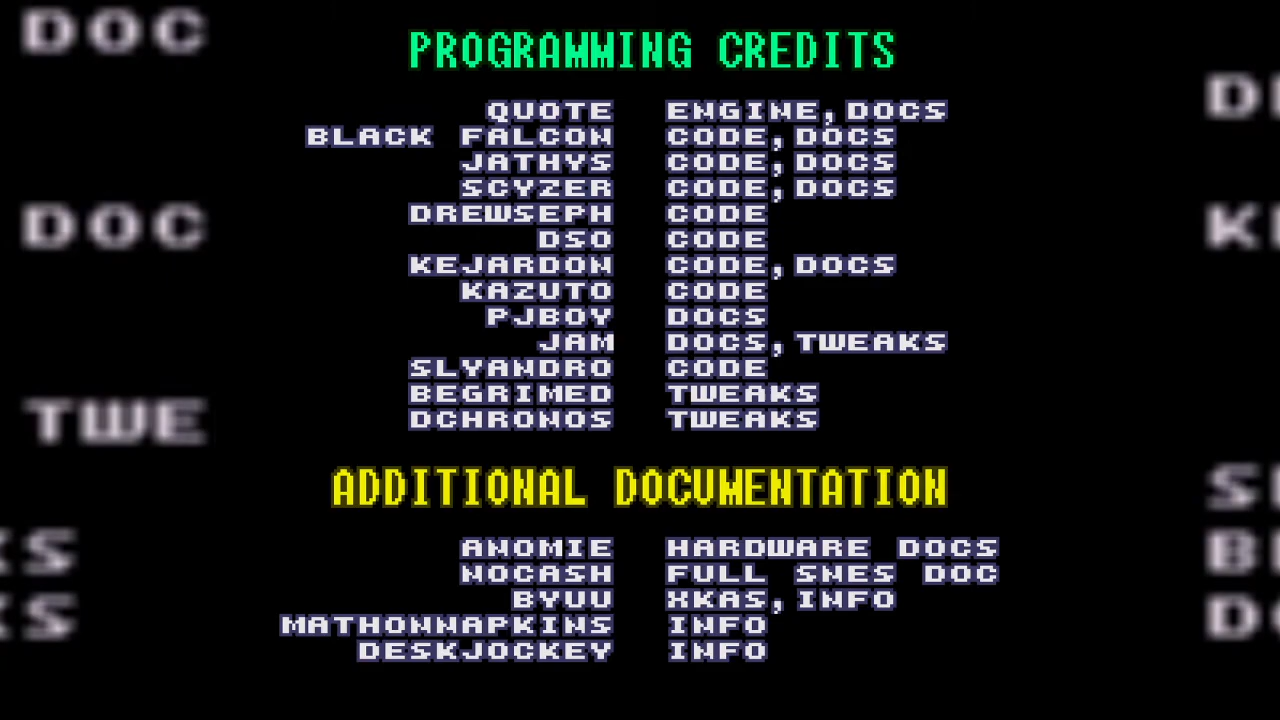 PROGRAMMING CREDITS
QUOTE ENGINE,DOCS
BLACK FALCON CODE,DOCS
JATHYS CODE,DOCS
SCYZER CODE,DOCS
DREWSEPH CODE
DSO CODE
KEJARDON CODE,DOCS
KAZUTO CODE
PJBOY DOCS
JAM DOCS,TWEAKS
SLYANDRO CODE
BEGRIMED TWEAKS
DCHRONOS TWEAKS
ADDITIONAL DOCUMENTATION
ANOMIE HARDWARE DOCS
NOCASH FULL SNES DOC
BYUU XKAS,INFO
MATHONNAPKINS INFO
DESKJOCKEY INFO